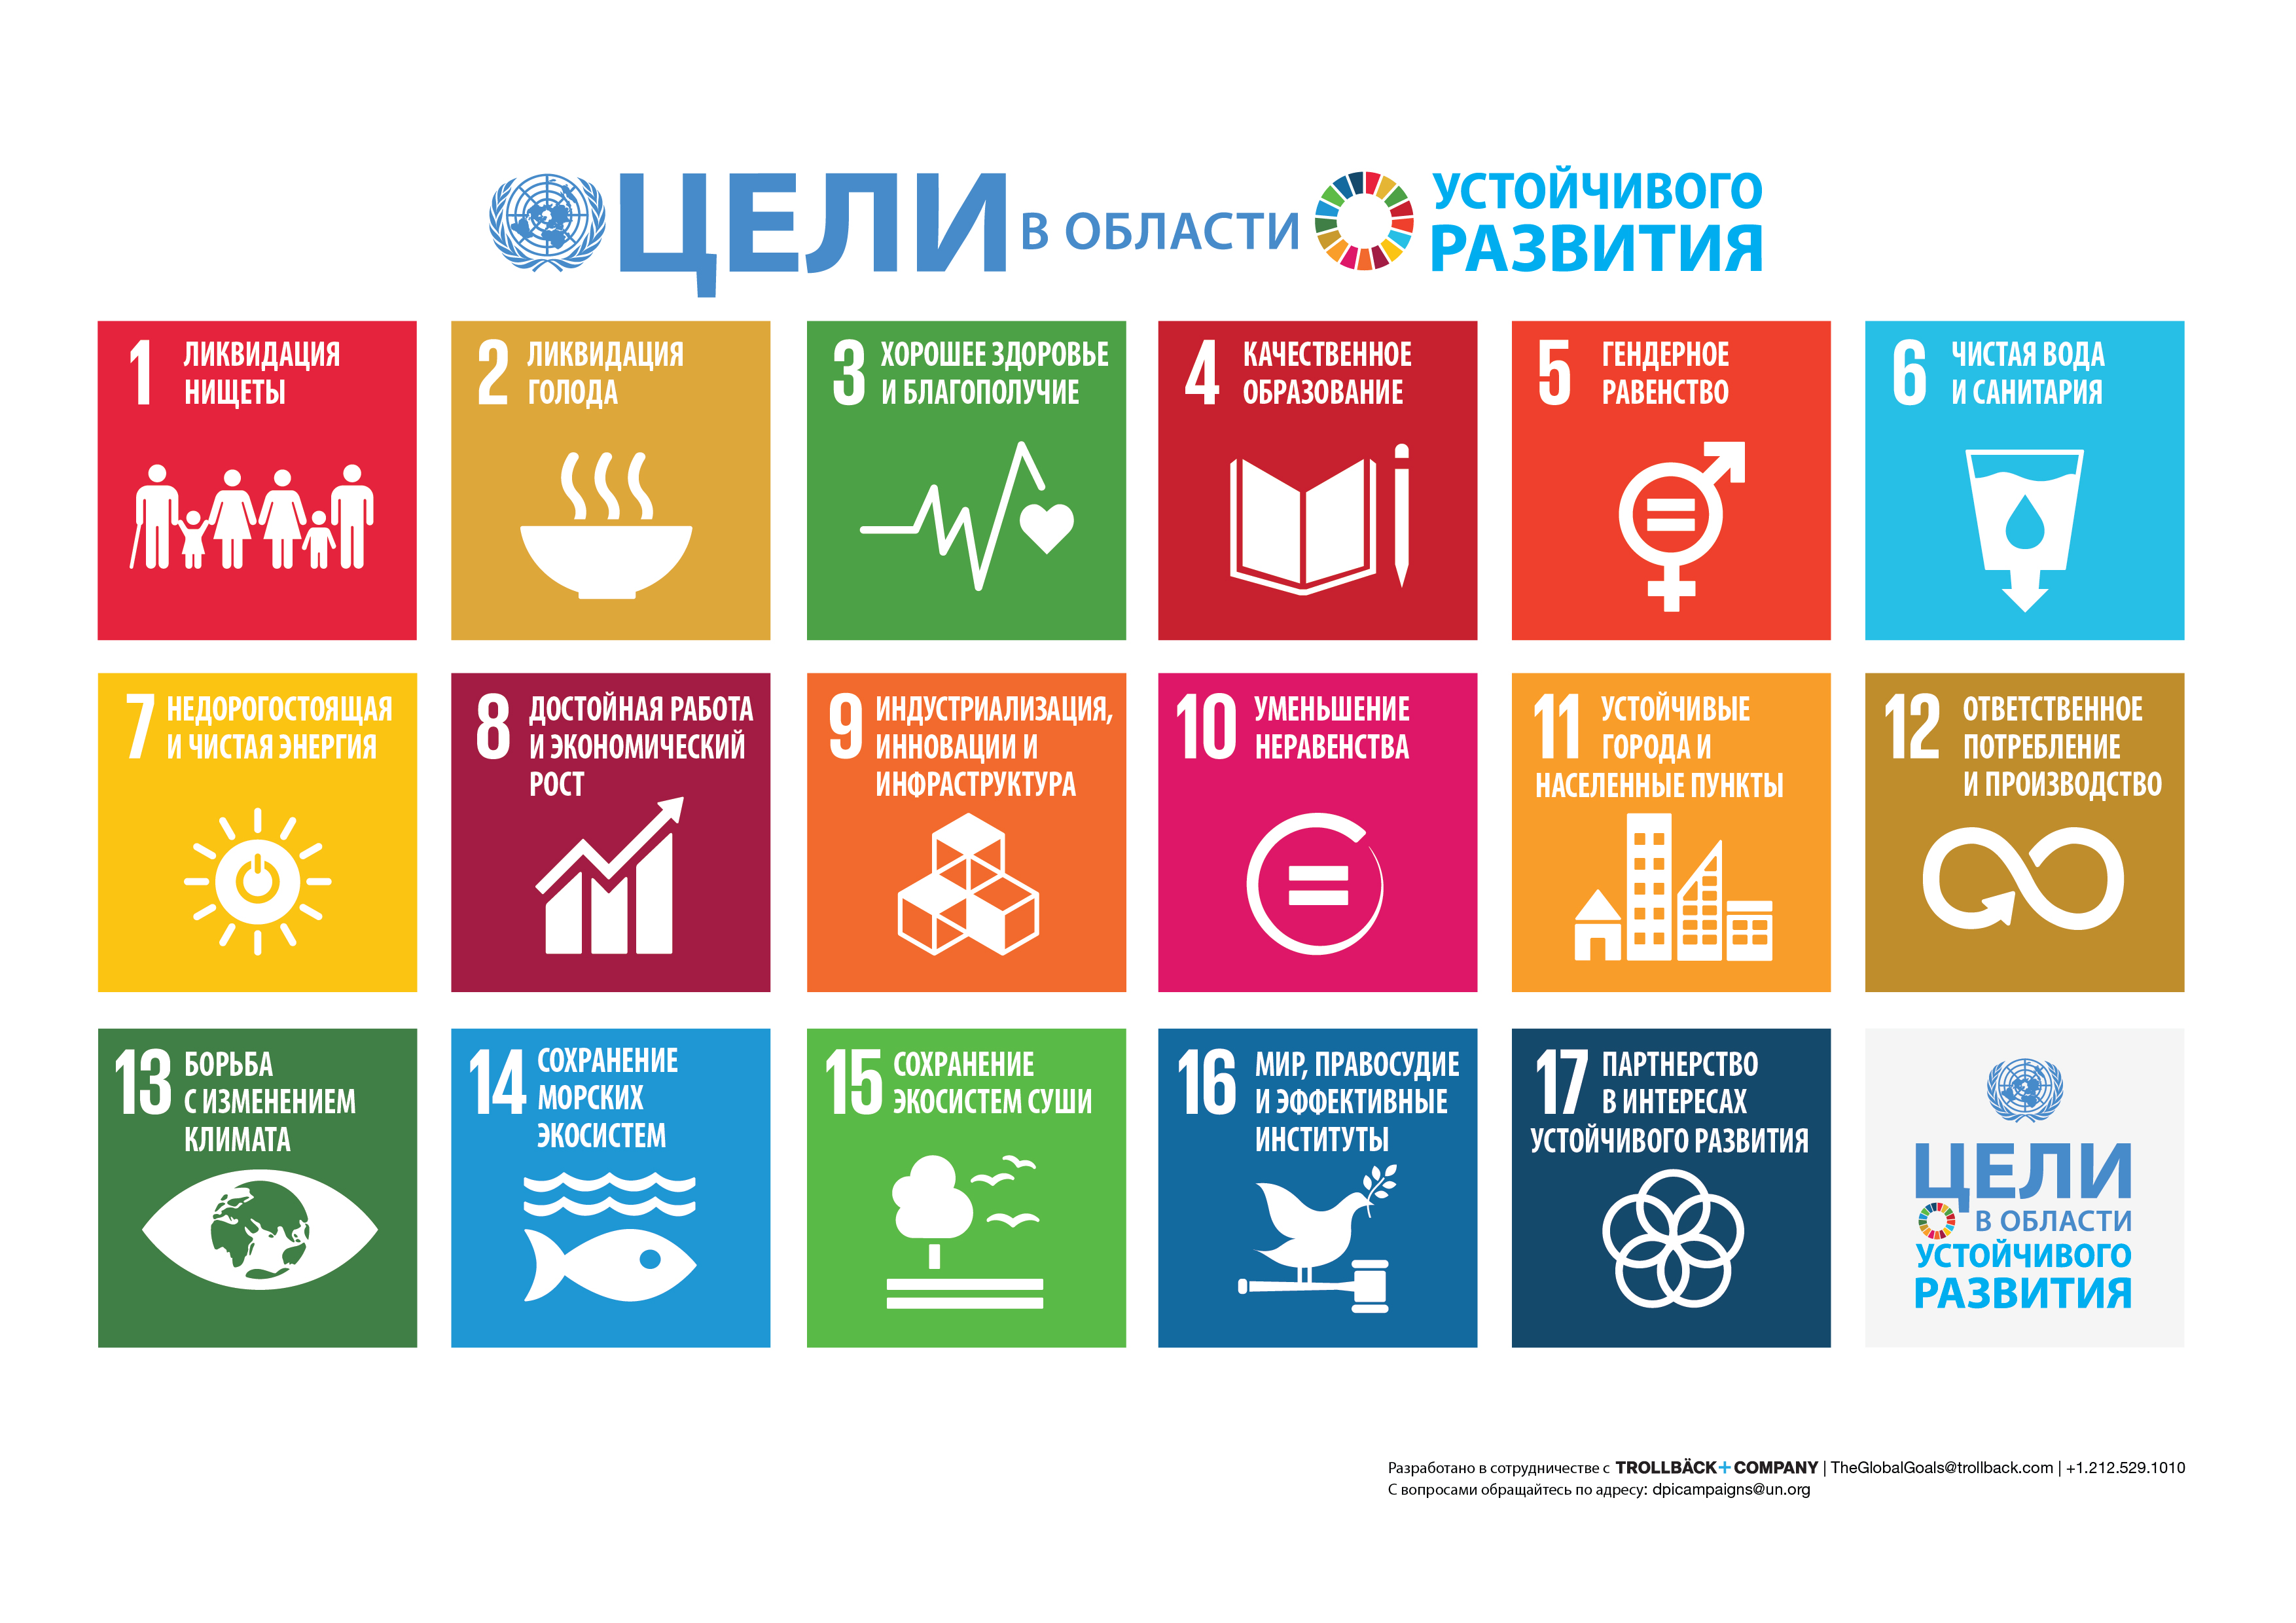 ЦЕЛИ В ОБЛАСТИ УСТОЙЧИВОГО
РАЗВИТИЯ
1 ЛИКВИДАЦИЯ
НИЩЕТЫ
2 ЛИКВИДАЦИЯ
ГОЛОДА
3 ХОРОШЕЕ ЗДОРОВЬЕ
И БЛАГОПОЛУЧИЕ
4 КАЧЕСТВЕННОЕ
ОБРАЗОВАНИЕ
5 ГЕНДЕРНОЕ
РАВЕНСТВО
6 ЧИСТАЯ ВОДА
И САНИТАРИЯ
7 НЕДОРОГОСТОЯЩАЯ
И ЧИСТАЯ ЭНЕРГИЯ
8 ДОСТОЙНАЯ РАБОТА
И ЭКОНОМИЧЕСКИЙ
РОСТ
9 ИНДУСТРИАЛИЗАЦИЯ,
ИННОВАЦИИ И
ИНФРАСТРУКТУРА
10 УМЕНЬШЕНИЕ
НЕРАВЕНСТВА
11 УСТОЙЧИВЫЕ
ГОРОДА И
НАСЕЛЕННЫЕ ПУНКТЫ
12 ОТВЕТСТВЕННОЕ
ПОТРЕБЛЕНИЕ
И ПРОИЗВОДСТВО
13 БОРЬБА
С ИЗМЕНЕНИЕМ
КЛИМАТА
14 СОХРАНЕНИЕ
МОРСКИХ
ЭКОСИСТЕМ
15 СОХРАНЕНИЕ
ЭКОСИСТЕМ СУШИ
16 МИР, ПРАВОСУДИЕ
И ЭФФЕКТИВНЫЕ
ИНСТИТУТЫ
17 ПАРТНЕРСТВО
В ИНТЕРЕСАХ
УСТОЙЧИВОГО РАЗВИТИЯ
ЦЕЛИ
В ОБЛАСТИ
УСТОЙЧИВОГО
РАЗВИТИЯ
Разработано в сотрудничестве с TROLLBÄCK+COMPANY | TheGlobalGoals@trollback.com | +1.212.529.1010
С вопросами обращайтесь по адресу: dpicampaigns@un.org